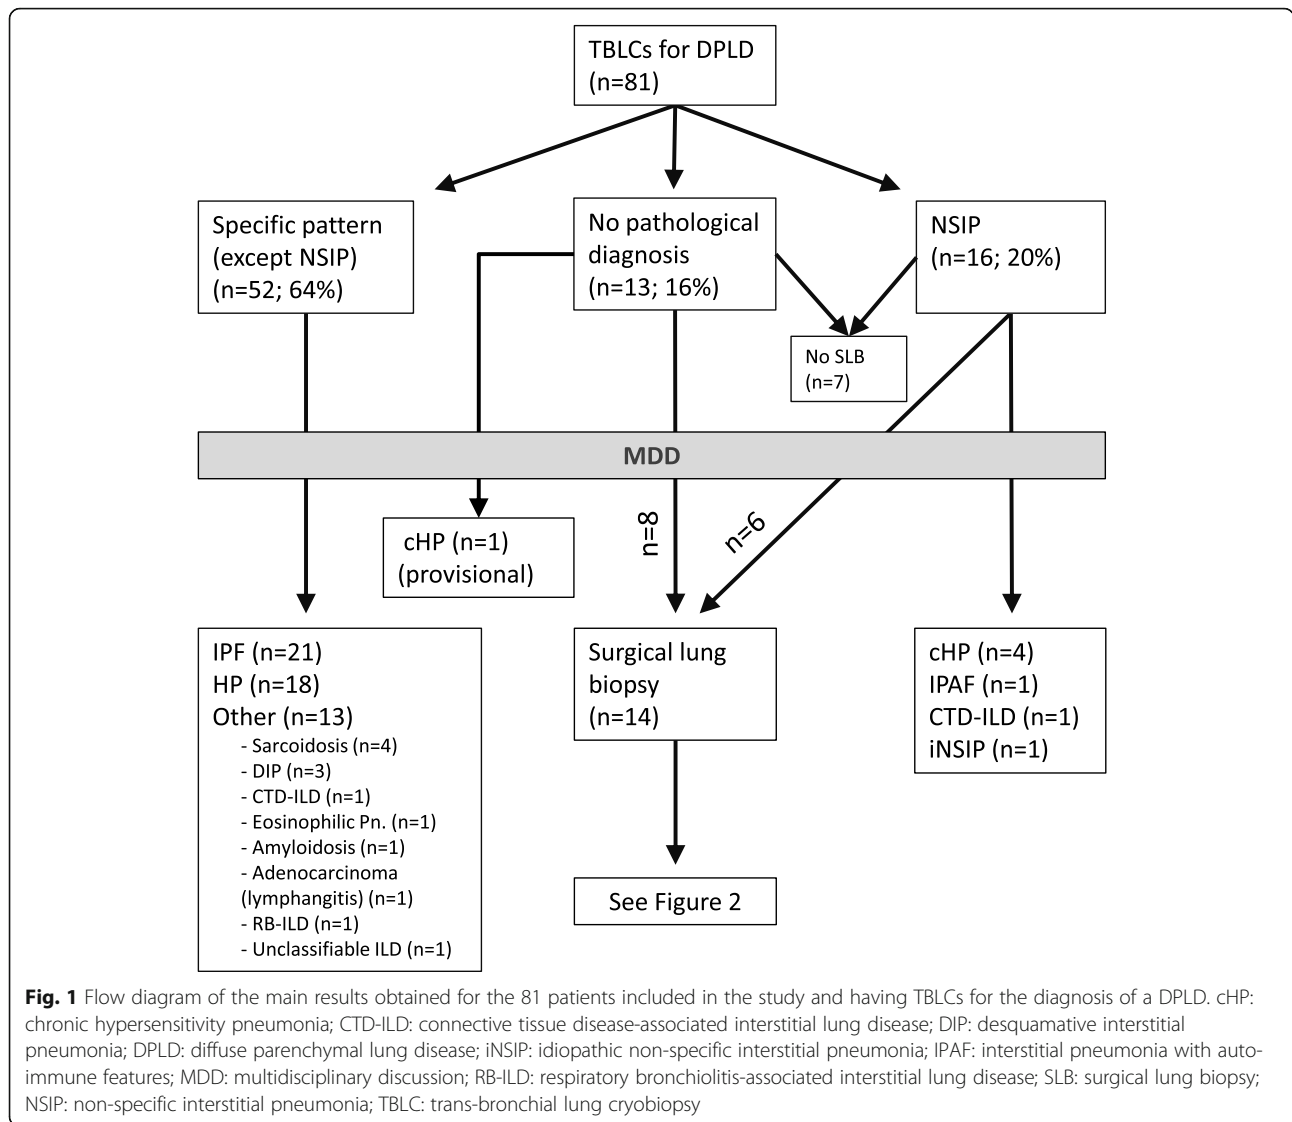 TBLCs for DPLD
(n=81)
Specific pattern
(except NSIP)
(n=52; 64%)
No pathological
diagnosis
(n=13; 16%)
NSIP
(n=16; 20%)
No SLB
(n=7)
MDD
cHP (n=1)
(provisional)
n=8
n=6
IPF (n=21)
HP (n=18)
Other (n=13)
- Sarcoidosis (n=4)
- DIP (n=3)
- CTD-ILD (n=1)
- Eosinophilic Pn. (n=1)
- Amyloidosis (n=1)
- Adenocarcinoma
(lymphangitis) (n=1)
- RB-ILD (n=1)
- Unclassifiable ILD (n=1)
Surgical lung
biopsy
(n=14)
cHP (n=4)
IPAF (n=1)
CTD-ILD (n=1)
iNSIP (n=1)
See Figure 2
Fig. 1 Flow diagram of the main results obtained for the 81 patients included in the study and having TBLCs for the diagnosis of a DPLD. cHP:
chronic hypersensitivity pneumonia; CTD-ILD: connective tissue disease-associated interstitial lung disease; DIP: desquamative interstitial
pneumonia; DPLD: diffuse parenchymal lung disease; iNSIP: idiopathic non-specific interstitial pneumonia; IPAF: interstitial pneumonia with auto-
immune features; MDD: multidisciplinary discussion; RB-ILD: respiratory bronchiolitis-associated interstitial lung disease; SLB: surgical lung biopsy;
NSIP: non-specific interstitial pneumonia; TBLC: trans-bronchial lung cryobiopsy